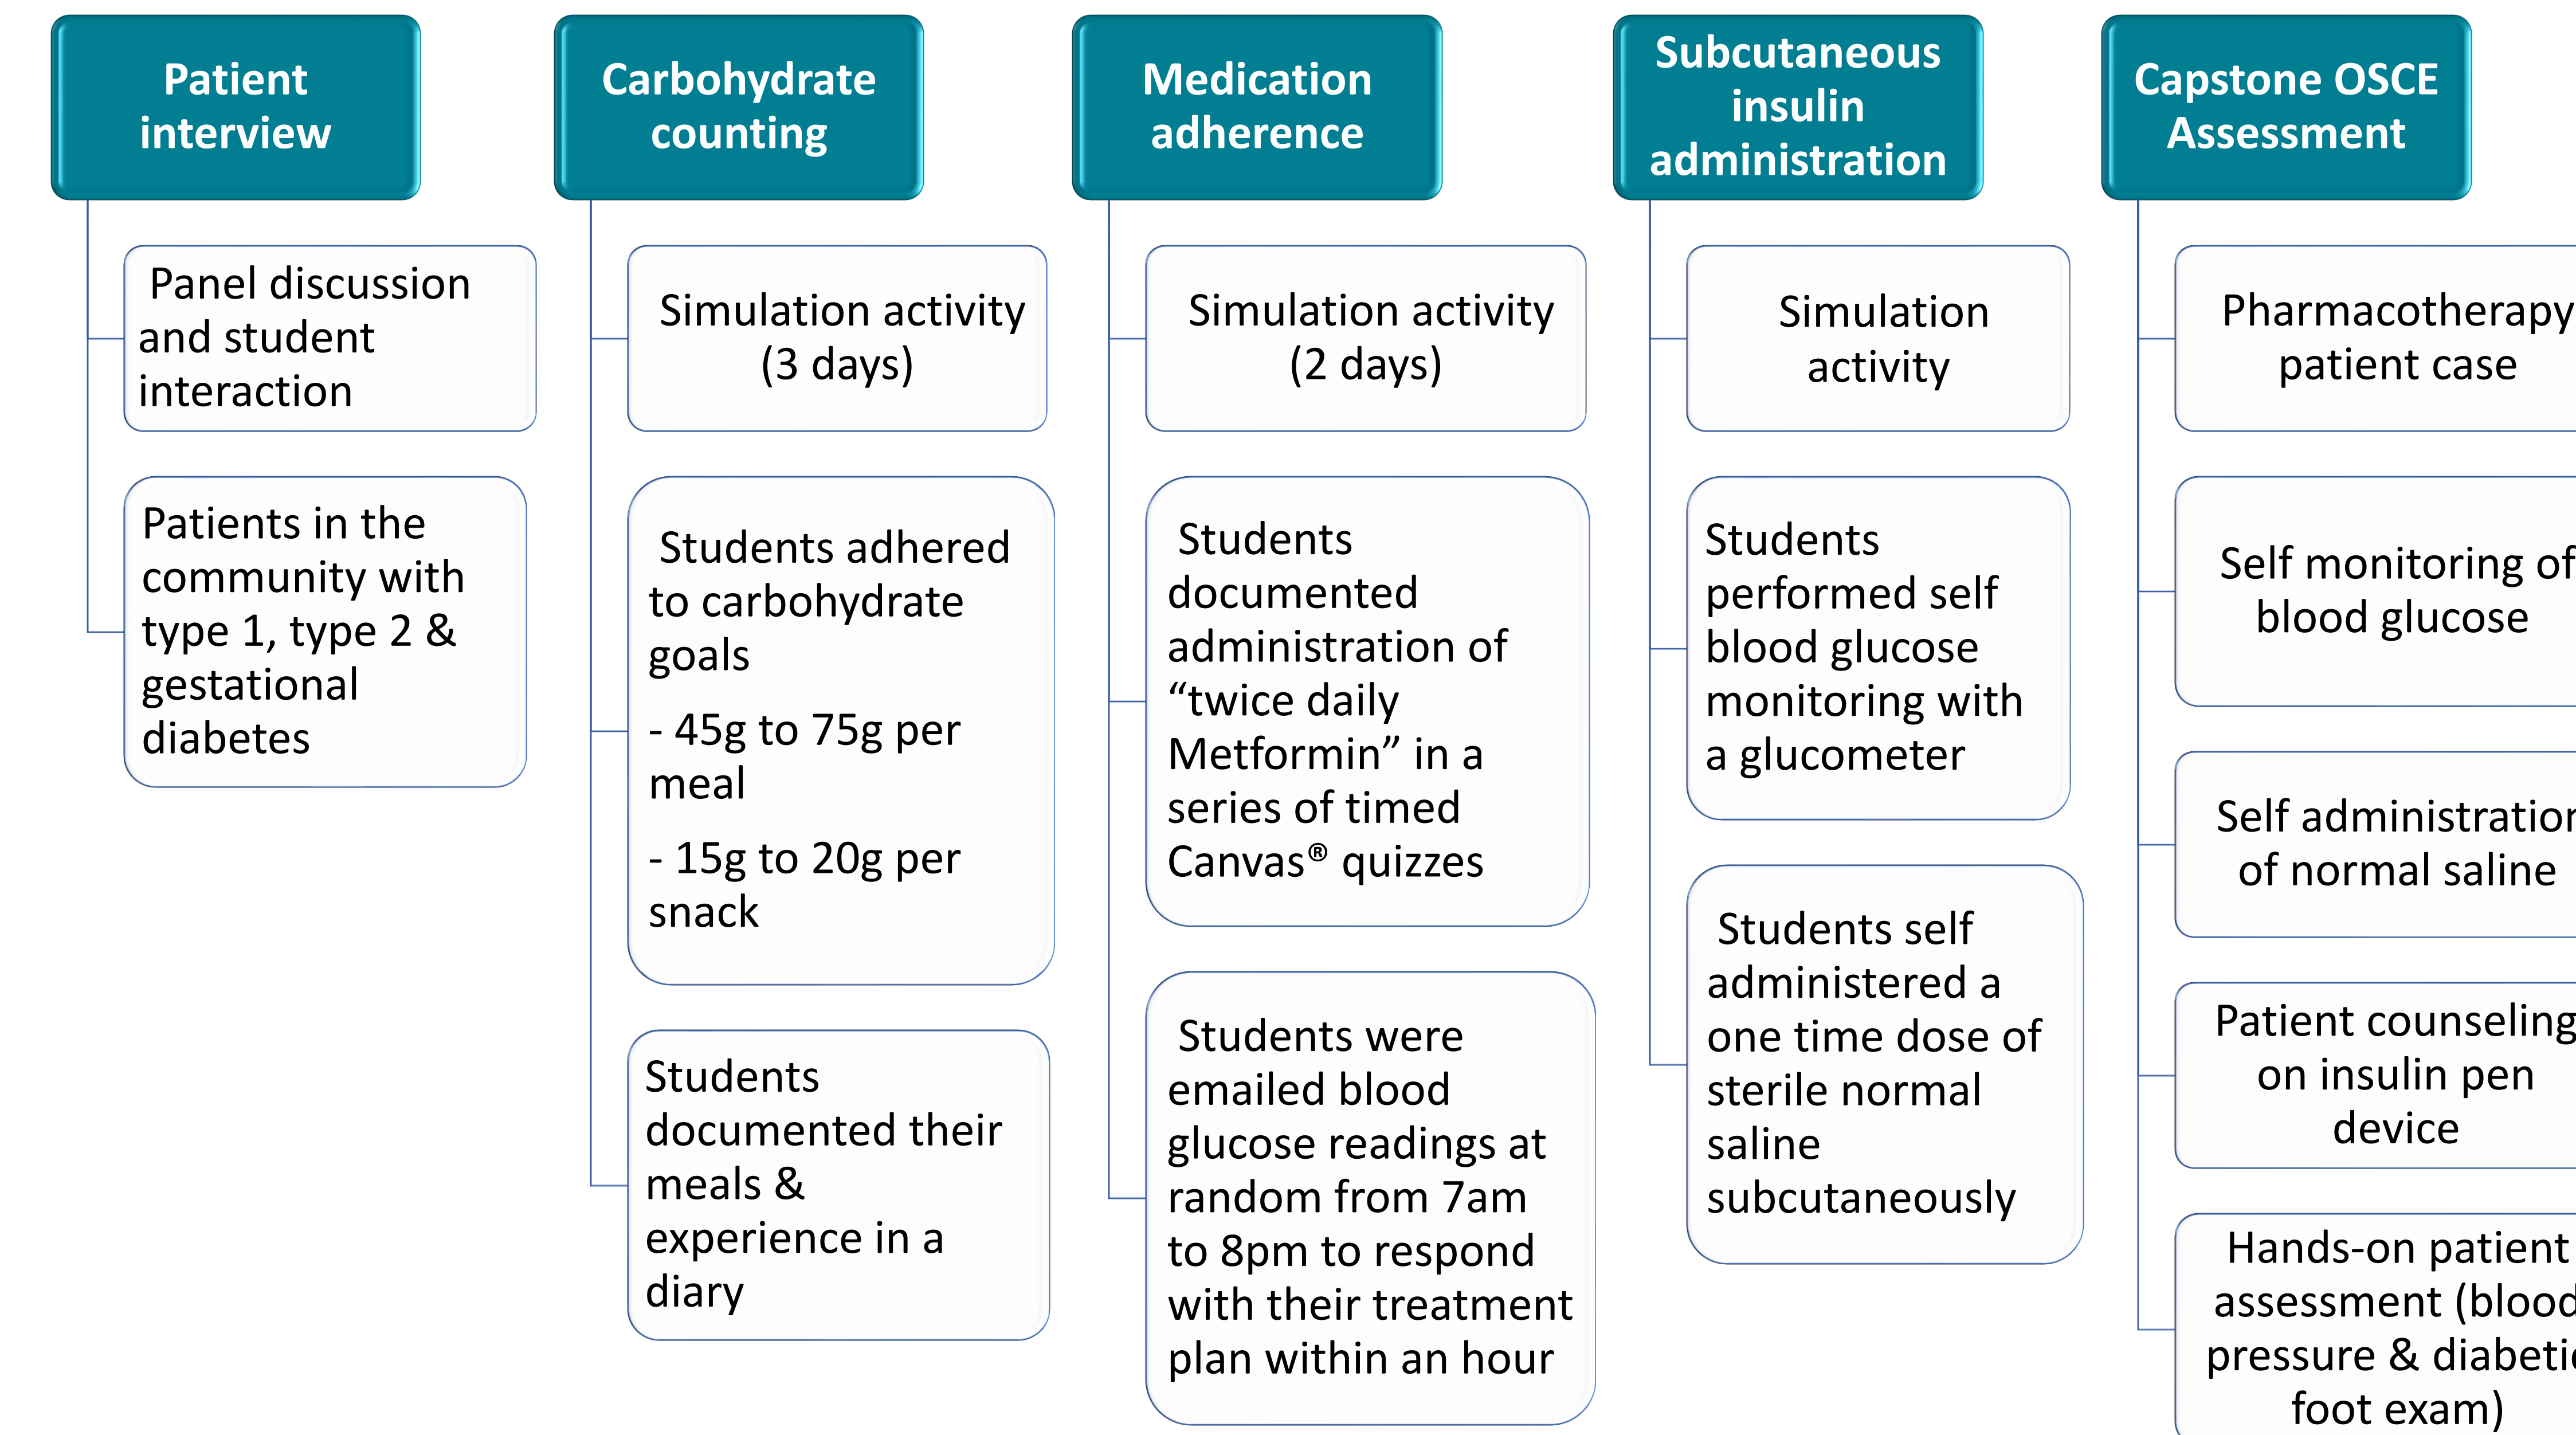 Patient
interview
Panel discussion
and student
interaction
Patients in the
community with
type 1, type 2 &
gestational
diabetes
Carbohydrate
counting
Simulation activity
(3 days)
Students adhered
to carbohydrate
goals
- 45g to 75g per
meal
- 15g to 20g per
snack
Students
documented their
meals &
experience in a
diary
Medication
adherence
Simulation activity
(2 days)
Students
documented
administration of
“twice daily
Metformin” in a
series of timed
Canvas® quizzes
Students were
emailed blood
glucose readings at
random from 7am
to 8pm to respond
with their treatment
plan within an hour
Subcutaneous
insulin
administration
Simulation
activity
Students
performed self
blood glucose
monitoring with
a glucometer
Students self
administered a
one time dose of
sterile normal
saline
subcutaneously
Capstone OSCE
Assessment
Pharmacotherapy
patient case
Self monitoring of
blood glucose
Self administration
of normal saline
Patient counseling
on insulin pen
device
Hands-on patient
assessment (blood
pressure & diabetic
foot exam)